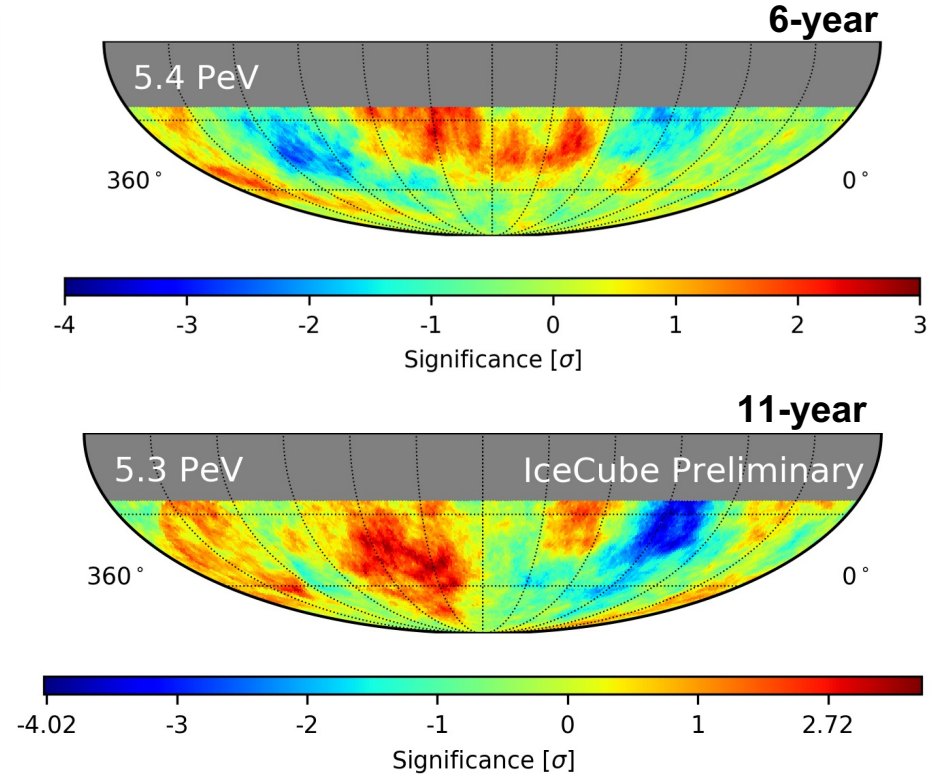 6-year
5.4 PeV
360° 0°
-4 -3 -2 -1 0 1 2 3
Significance [σ]
11-year
5.3 PeV IceCube Preliminary
360° 0°
-4.02 -3 -2 -1 0 1 2.72
Significance [σ]